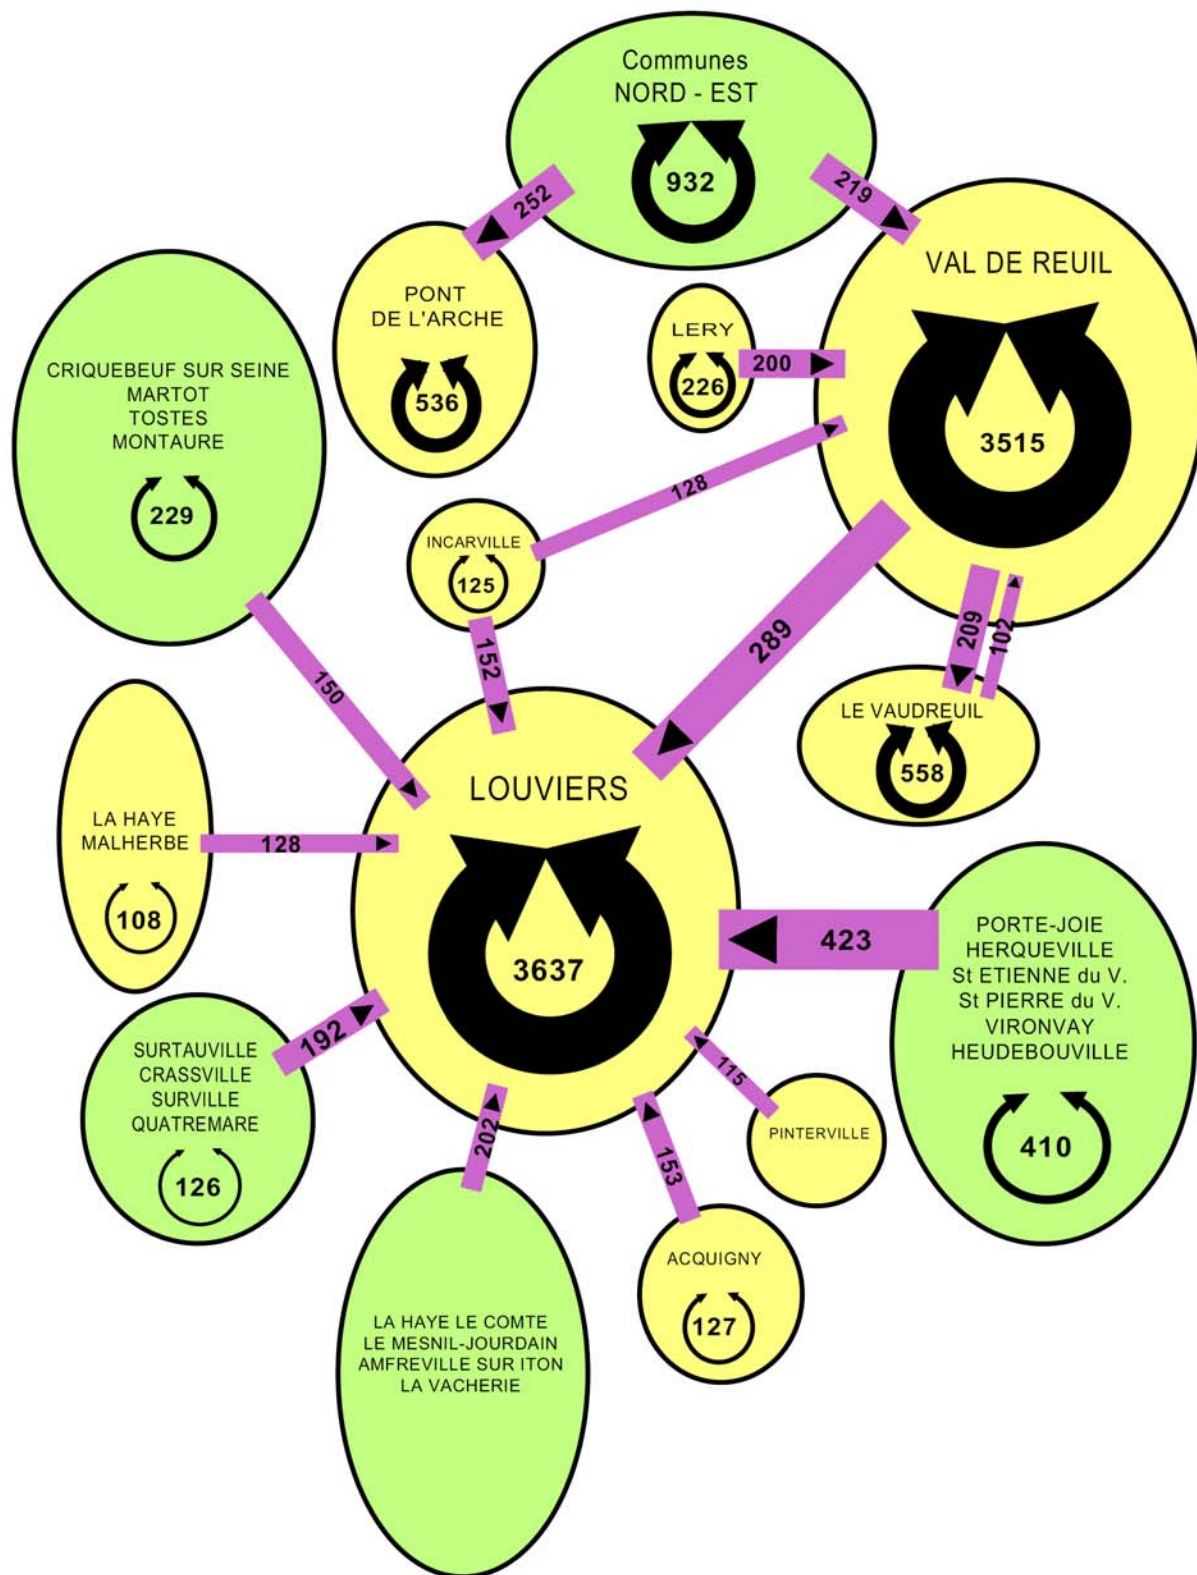 Communes
NORD - EST
932
252
219
VAL DE REUIL
3515
PONT
DE L'ARCHE
536
LERY
226
200
CRIQUEBEUF SUR SEINE
MARTOT
TOSTES
MONTAURE
229
128
INCARVILLE
125
152
289
209
102
150
LE VAUDREUIL
558
LOUVIERS
3637
LA HAYE
MALHERBE
108
128
423
PORTE-JOIE
HERQUEVILLE
St ETIENNE du V.
St PIERRE du V.
VIRONVAY
HEUDEBOUVILLE
410
192
SURTAUVILLE
CRASSVILLE
SURVILLE
QUATREMARE
126
202
153
115
PINTERVILLE
ACQUIGNY
127
LA HAYE LE COMTE
LE MESNIL-JOURDAIN
AMFREVILLE SUR ITON
LA VACHERIE